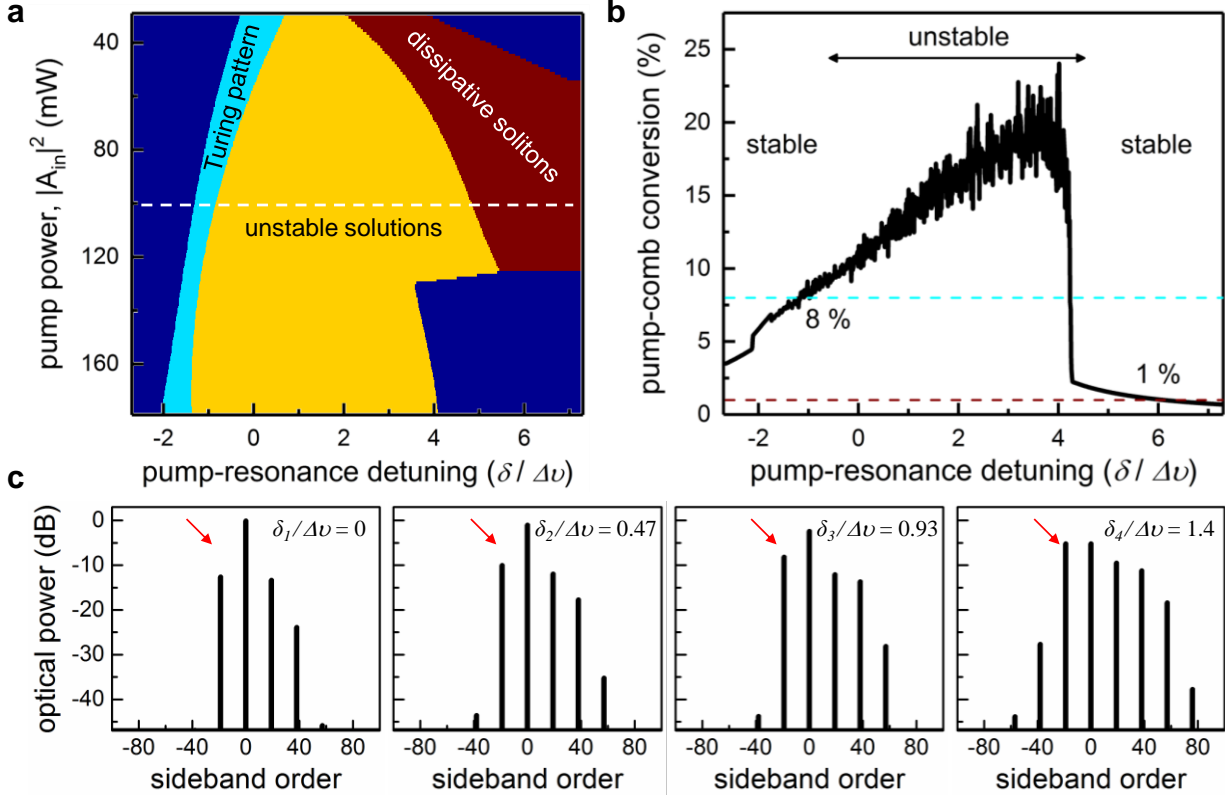 a
pump power, |A_in|² (mW)
40
80
120
160
Turing pattern
dissipative solitons
unstable solutions
-2 0 2 4 6
pump-resonance detuning (δ / Δυ)
b
pump-comb conversion (%)
25
20
15
10
5
0
unstable
stable
stable
8 %
1 %
-2 0 2 4 6
pump-resonance detuning (δ / Δυ)
c
optical power (dB)
0
-10
-20
-30
-40
δ₁/Δυ = 0
-80 -40 0 40 80
sideband order
δ₂/Δυ = 0.47
-80 -40 0 40 80
sideband order
δ₃/Δυ = 0.93
-80 -40 0 40 80
sideband order
δ₄/Δυ = 1.4
-80 -40 0 40 80
sideband order